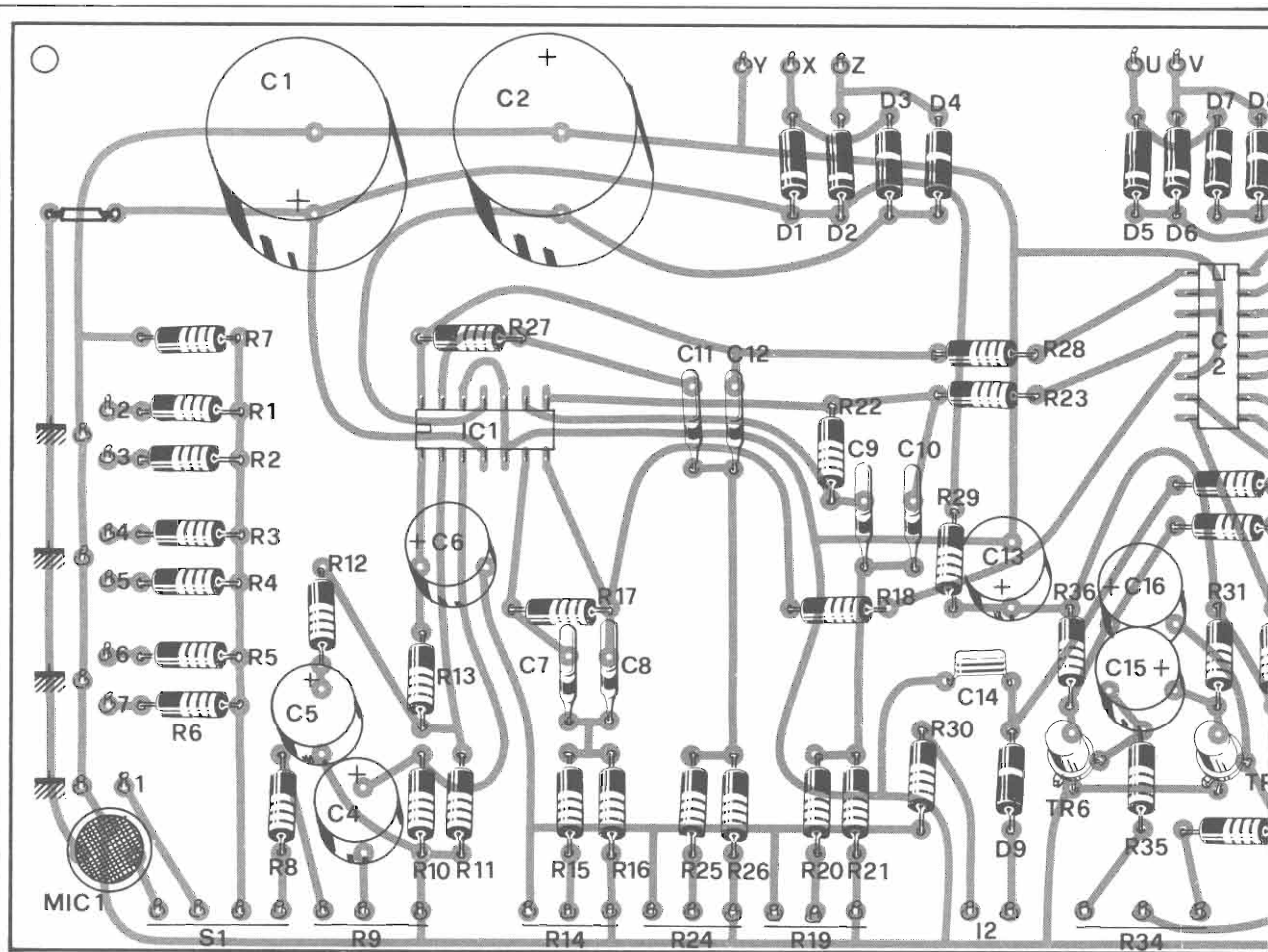 C1
+
C2
+
Y
X
Z
U
V
D3
D4
D7
D1
D2
D5
D6
R7
R27
C11
C12
R28
IC2
2
R1
IC1
R22
R23
3
R2
C9
C10
4
R3
R12
+
C6
R29
C13
+
5
R4
R17
R18
R36
+
C16
R31
6
R5
C7
C8
R13
C14
C15
+
7
R6
+
C5
R30
1
+
C4
TR6
R8
R10
R11
R15
R16
R25
R26
R20
R21
D9
R35
MIC1
S1
R9
R14
R24
R19
I2
R34